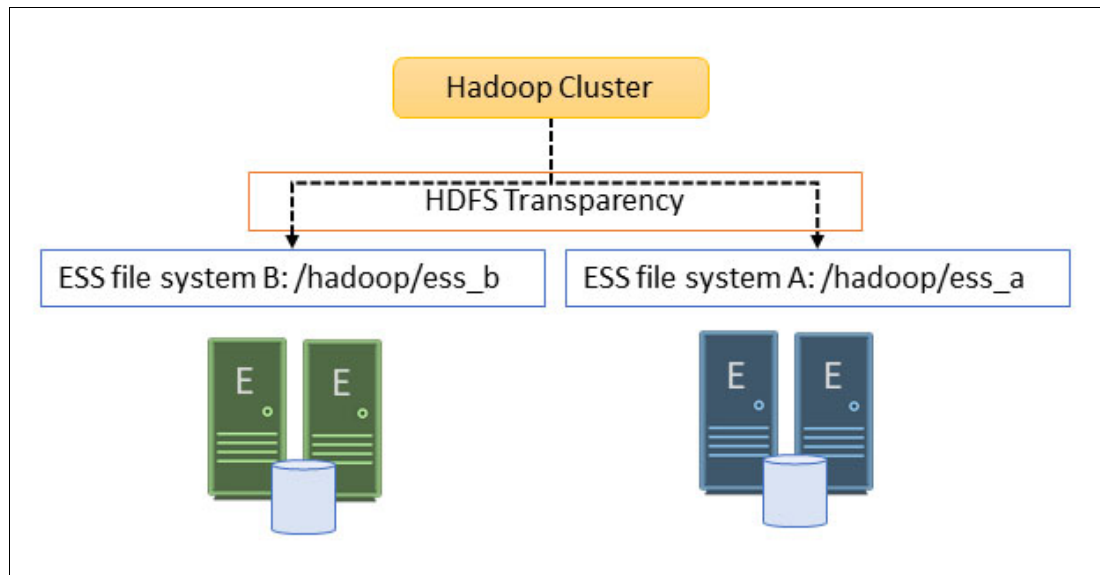 Hadoop Cluster
HDFS Transparency
ESS file system B: /hadoop/ess_b
ESS file system A: /hadoop/ess_a
E
E
E
E